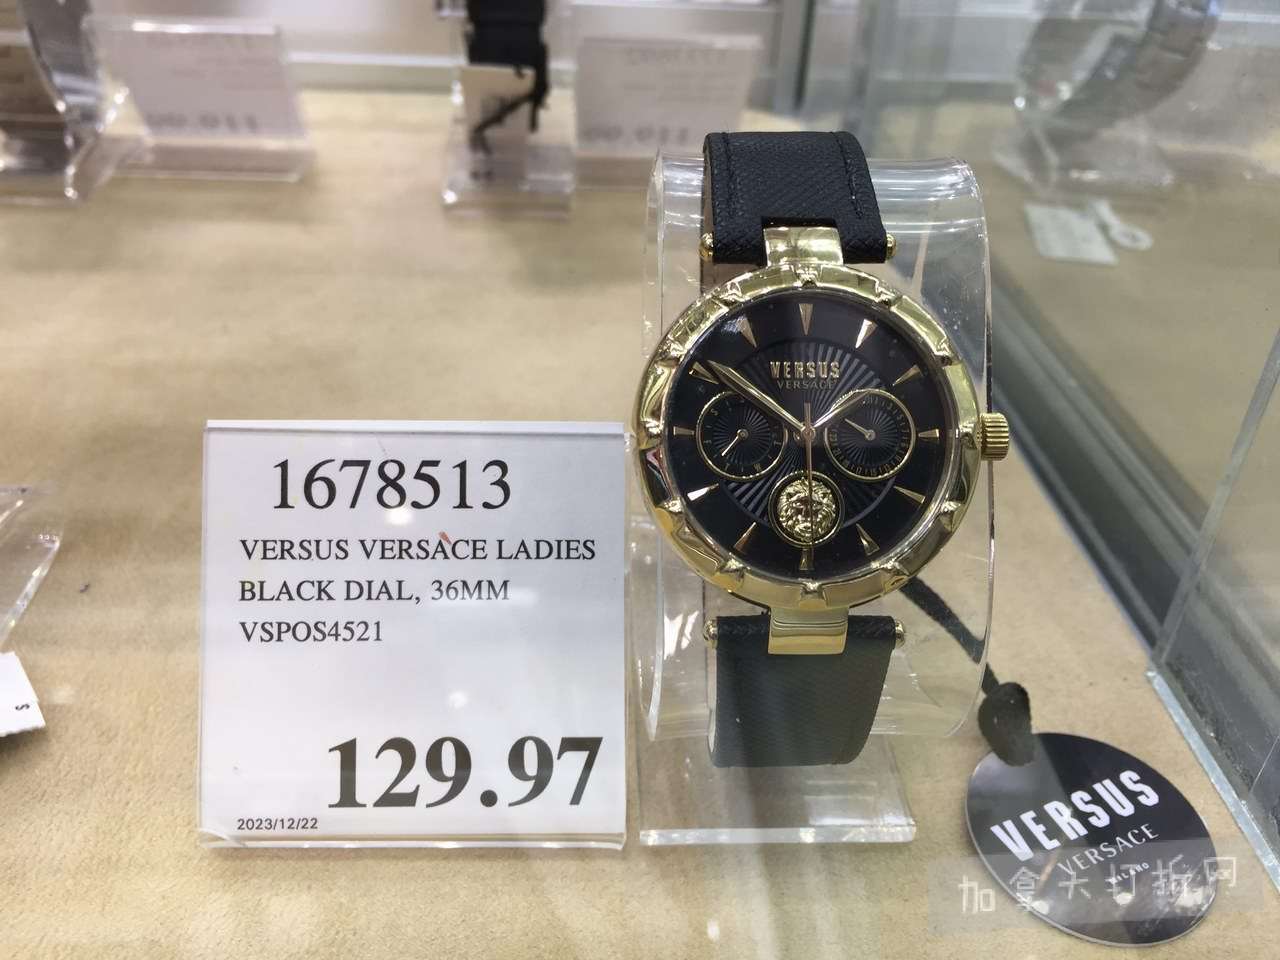 1678513
VERSUS VERSACE LADIES
BLACK DIAL, 36MM
VSPOS4521
129.97
2023/12/22
VERSUS
VERSACE
VERSUS
VERSACE
MILANO
加拿大打折网